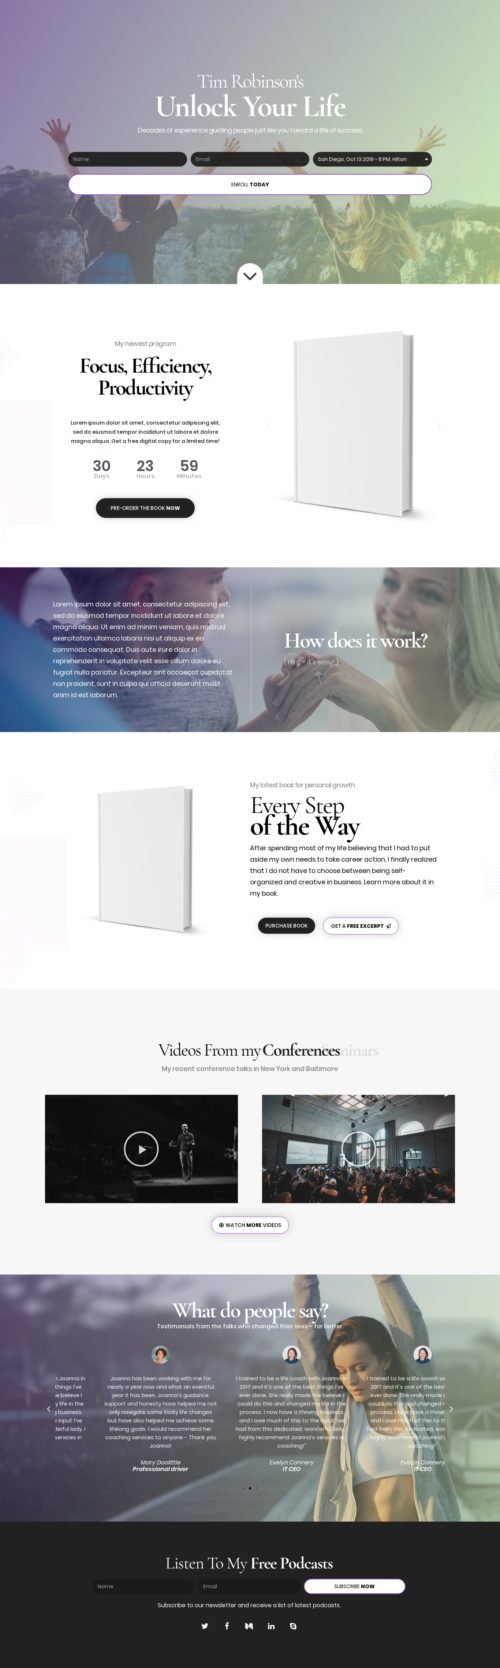 Tim Robinson's
Unlock Your Life
Decades of experience guiding people just like you toward a life of success.
Name
Email
San Diego, Oct 13 2019 - 6 PM, Hilton
ENROLL TODAY
My newest program
Focus, Efficiency,
Productivity
Lorem ipsum dolor sit amet, consectetur adipiscing elit,
sed do eiusmod tempor incididunt ut labore et dolore
magna aliqua. Get a free digital copy for a limited time!
30
23
59
Days
Hours
Minutes
PRE-ORDER THE BOOK NOW
Lorem ipsum dolor sit amet, consectetur adipiscing elit,
sed do eiusmod tempor incididunt ut labore et dolore
magna aliqua. Ut enim ad minim veniam, quis nostrud
exercitation ullamco laboris nisi ut aliquip ex ea
commodo consequat. Duis aute irure dolor in
reprehenderit in voluptate velit esse cillum dolore eu
fugiat nulla pariatur. Excepteur sint occaecat cupidatat
non proident, sunt in culpa qui officia deserunt mollit
anim id est laborum.
How does it work?
( Hint - it's easy! )
My latest book for personal growth
Every Step
of the Way
After spending most of my life believing that I had to put
aside my own needs to take career action, I finally realized
that I do not have to choose between being self-
organized and creative in business. Learn more about it in
my book.
PURCHASE BOOK
GET A FREE EXCERPT
Videos From my Conferences
My recent conference talks in New York and Baltimore
WATCH MORE VIDEOS
What do people say?
Testimonials from the talks who changed their lives - for better.
Joanna in
things I've
believe I
life in the
business
input I've
lady. I
services in
Joanna has been working with me for
nearly a year now and what an eventful
year it has been. Joanna's guidance,
support and honesty have helped me not
only navigate some tricky life changes
but have also helped me achieve some
lifelong goals. I would recommend her
coaching services to anyone - Thank you
Joanna!
Mary Doolittle
Professional driver
I trained to be a life coach with Joanna in
2017 and it's one of the best things I've
ever done. She really made me believe I
could do this and changed my life in the
process. I now have a thriving business
and I owe much of this to the input I've
had from this dedicated, wonderful lady. I
highly recommend Joanna's services in
coaching!"
Evelyn Connery
IT CEO
I trained to be a life coach
2017 and it's one of the best
ever done. She really made
could do this and changed
process. I now have a
and I owe much of this to
had from this dedicated,
highly recommend Joanna's
coaching!"
Evelyn Connery
IT CEO
Listen To My Free Podcasts
Name
Email
SUBSCRIBE NOW
Subscribe to our newsletter and receive a list of latest podcasts.